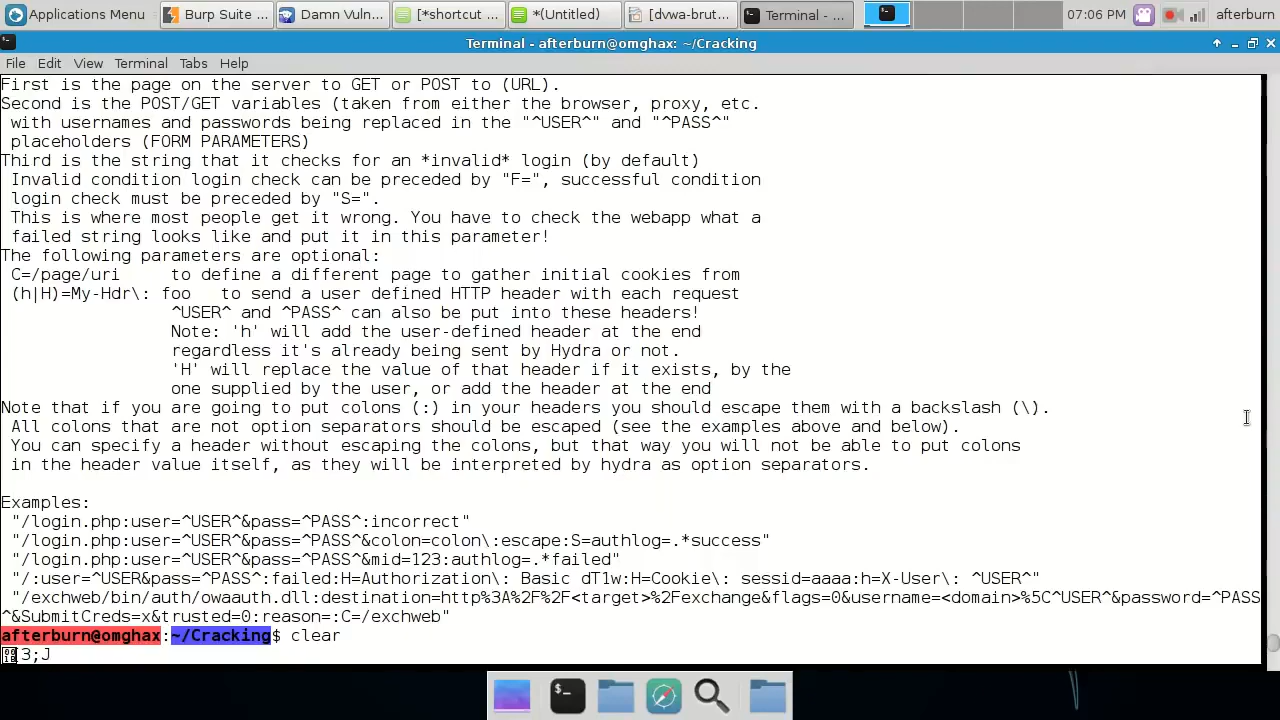 Applications Menu Burp Suite ... Damn Vuln... [*shortcut ... *(Untitled) [dvwa-brut... Terminal - ... 07:06 PM afterburn
Terminal - afterburn@omghax: ~/Cracking
File Edit View Terminal Tabs Help
First is the page on the server to GET or POST to (URL).
Second is the POST/GET variables (taken from either the browser, proxy, etc.
 with usernames and passwords being replaced in the "^USER^" and "^PASS^"
 placeholders (FORM PARAMETERS)
Third is the string that it checks for an *invalid* login (by default)
 Invalid condition login check can be preceded by "F=", successful condition
 login check must be preceded by "S=".
 This is where most people get it wrong. You have to check the webapp what a
 failed string looks like and put it in this parameter!
The following parameters are optional:
 C=/page/uri     to define a different page to gather initial cookies from
 (h|H)=My-Hdr\: foo   to send a user defined HTTP header with each request
                 ^USER^ and ^PASS^ can also be put into these headers!
                 Note: 'h' will add the user-defined header at the end
                 regardless it's already being sent by Hydra or not.
                 'H' will replace the value of that header if it exists, by the
                 one supplied by the user, or add the header at the end
Note that if you are going to put colons (:) in your headers you should escape them with a backslash (\).
 All colons that are not option separators should be escaped (see the examples above and below).
 You can specify a header without escaping the colons, but that way you will not be able to put colons
 in the header value itself, as they will be interpreted by hydra as option separators.
Examples:
 "/login.php:user=^USER^&pass=^PASS^:incorrect"
 "/login.php:user=^USER^&pass=^PASS^&colon=colon\:escape:S=authlog=.*success"
 "/login.php:user=^USER^&pass=^PASS^&mid=123:authlog=.*failed"
 "/:user=^USER&pass=^PASS^:failed:H=Authorization\: Basic dT1w:H=Cookie\: sessid=aaaa:h=X-User\: ^USER^"
 "/exchweb/bin/auth/owaauth.dll:destination=http%3A%2F%2F<target>%2Fexchange&flags=0&username=<domain>%5C^USER^&password=^PASS
^&SubmitCreds=x&trusted=0:reason=:C=/exchweb"
afterburn@omghax:~/Cracking$ clear
3;J